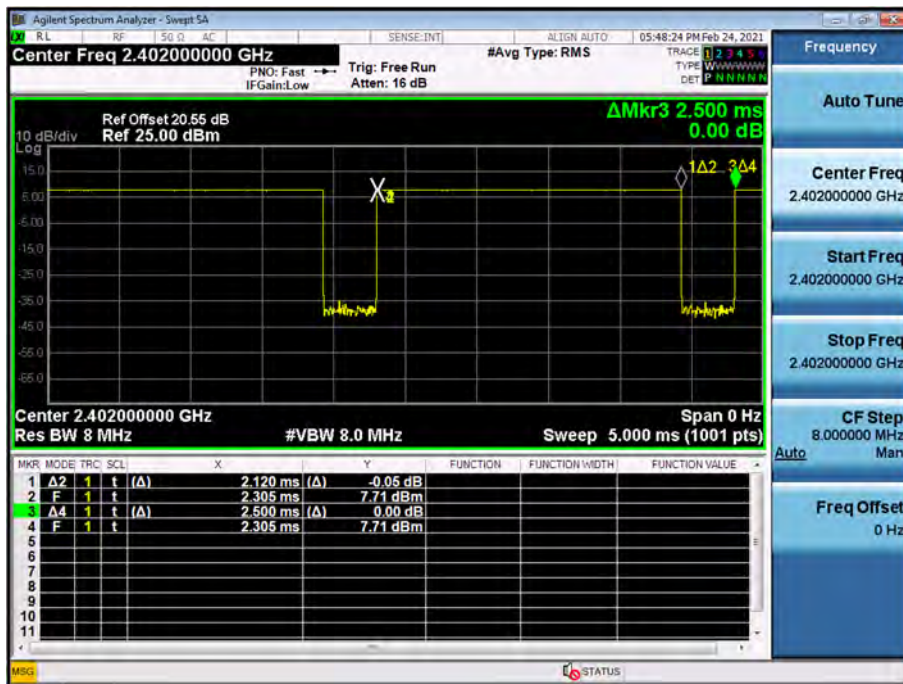 Agilent Spectrum Analyzer - Swept SA
RL RF 50 Ω AC SENSE:INT ALIGN AUTO 05:48:24 PM Feb 24, 2021
Center Freq 2.402000000 GHz
PNO: Fast
IFGain:Low
Trig: Free Run
Atten: 16 dB
#Avg Type: RMS
TRACE 1 2 3 4 5
TYPE W
DET P N N N N N
ΔMkr3 2.500 ms
0.00 dB
Ref Offset 20.55 dB
10 dB/div Ref 25.00 dBm
Log
15.0
5.00
-5.00
-15.0
-25.0
-35.0
-45.0
-55.0
-65.0
1Δ2 3Δ4
Center 2.402000000 GHz Span 0 Hz
Res BW 8 MHz #VBW 8.0 MHz Sweep 5.000 ms (1001 pts)
MKR MODE TRC SCL X Y FUNCTION FUNCTION WIDTH FUNCTION VALUE
1 Δ2 1 t (Δ) 2.120 ms (Δ) -0.05 dB
2 F 1 t 2.305 ms 7.71 dBm
3 Δ4 1 t (Δ) 2.500 ms (Δ) 0.00 dB
4 F 1 t 2.305 ms 7.71 dBm
5
6
7
8
9
10
11
MSG STATUS
Frequency
Auto Tune
Center Freq
2.402000000 GHz
Start Freq
2.402000000 GHz
Stop Freq
2.402000000 GHz
CF Step
8.000000 MHz
Auto Man
Freq Offset
0 Hz